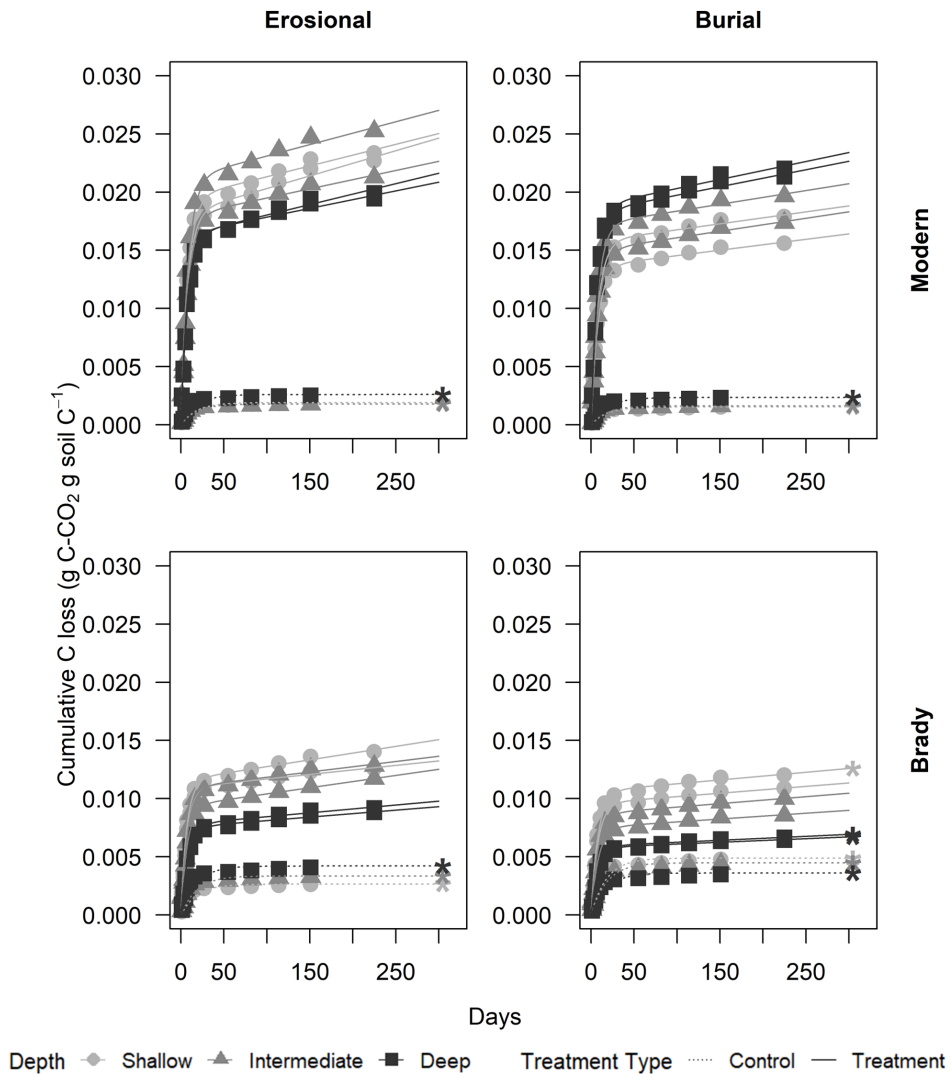 Erosional Burial
0.030 0.030
0.025 0.025
0.020 0.020
0.015 0.015
0.010 0.010
0.005 0.005
0.000 0.000
Modern
0 50 150 250 0 50 150 250
Cumulative C loss (g C-CO₂ g soil C⁻¹)
0.030 0.030
0.025 0.025
0.020 0.020
0.015 0.015
0.010 0.010
0.005 0.005
0.000 0.000
Brady
0 50 150 250 0 50 150 250
Days
Depth Shallow Intermediate Deep Treatment Type Control Treatment